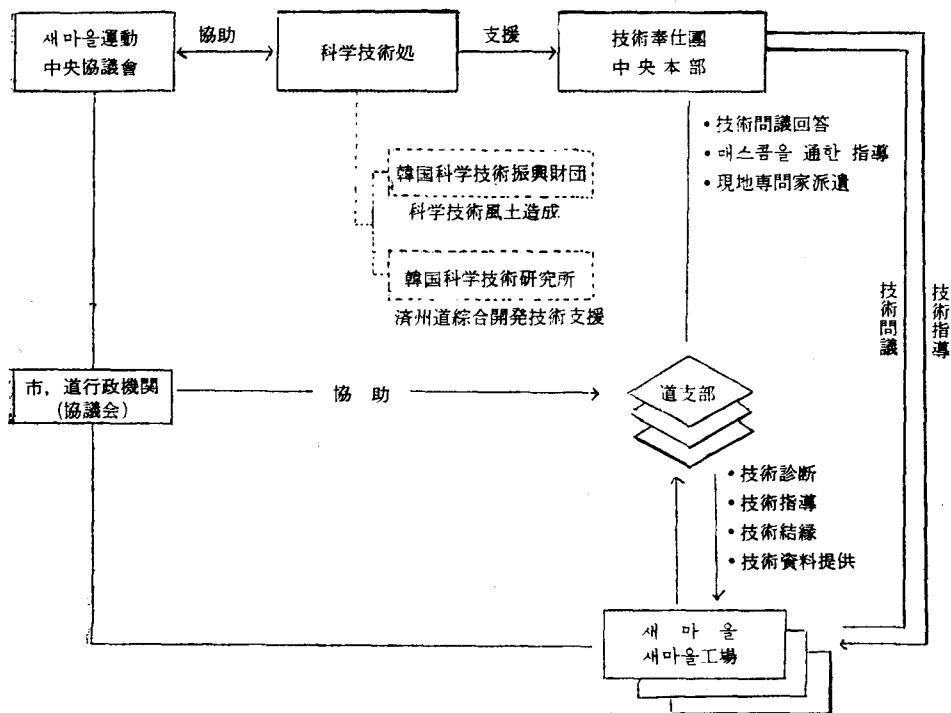 새마을運動
中央協議會
協助
科学技術処
支援
技術奉仕團
中央本部
• 技術問議回答
• 매스콤을 通한 指導
• 現地専問家派遺
韓国科学技術振興財団
科学技術風土造成
韓国科学技術研究所
済州道綜合開発技術支援
技術問議
技術指導
市, 道行政機関
(協議会)
協助
道支部
• 技術診断
• 技術指導
• 技術結縁
• 技術資料提供
새마을
새마을工場